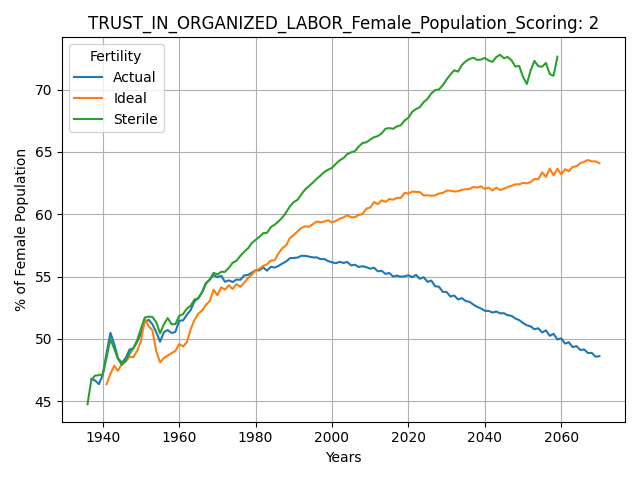 TRUST_IN_ORGANIZED_LABOR_Female_Population_Scoring: 2
Fertility
Actual
Ideal
Sterile
% of Female Population
70
65
60
55
50
45
1940
1960
1980
2000
2020
2040
2060
Years